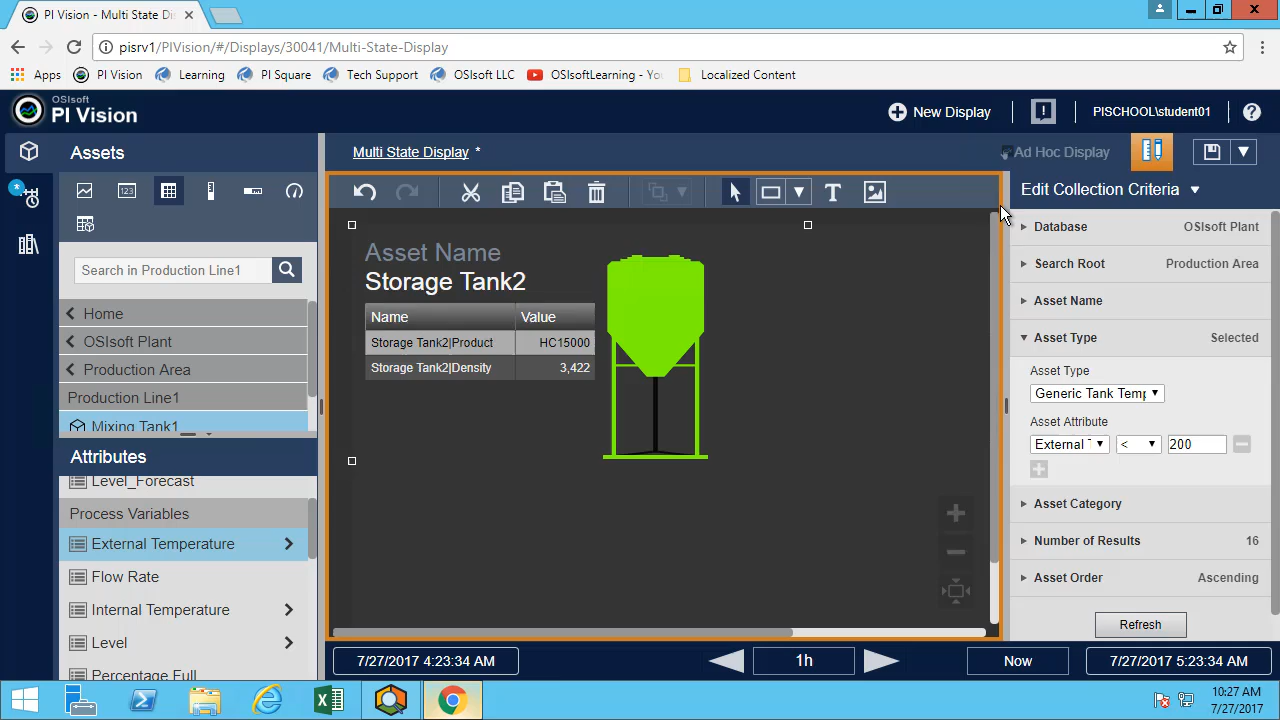 PI Vision - Multi State Di
pisrv1/PIVision/#/Displays/30041/Multi-State-Display
Apps PI Vision Learning PI Square Tech Support OSIsoft LLC OSIsoftLearning - Yo Localized Content
OSIsoft
PI Vision
New Display PISCHOOL\student01
Assets
Multi State Display *
Ad Hoc Display
Edit Collection Criteria
Search in Production Line1
Home
OSIsoft Plant
Production Area
Production Line1
Mixing Tank1
Attributes
Level_Forecast
Process Variables
External Temperature
Flow Rate
Internal Temperature
Level
Percentage Full
Asset Name
Storage Tank2
Name Value
Storage Tank2|Product HC15000
Storage Tank2|Density 3,422
Database OSIsoft Plant
Search Root Production Area
Asset Name
Asset Type Selected
Asset Type
Generic Tank Temp
Asset Attribute
External T < 200
Asset Category
Number of Results 16
Asset Order Ascending
Refresh
7/27/2017 4:23:34 AM 1h Now 7/27/2017 5:23:34 AM
10:27 AM
7/27/2017